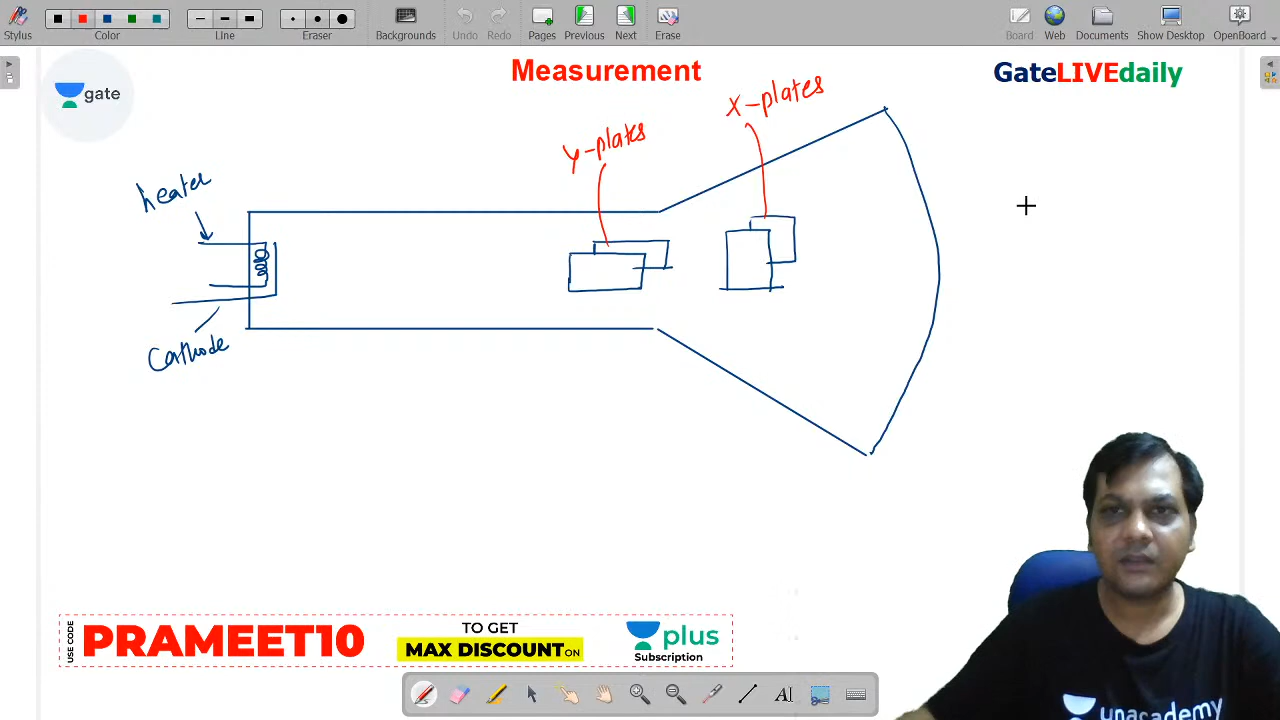 Stylus
Color
Line
Eraser
Backgrounds
Undo
Redo
Pages
Previous
Next
Erase
Board
Web
Documents
Show Desktop
OpenBoard
gate
Measurement
GateLIVEdaily
X-plates
Y-plates
heater
Cathode
USE CODE
PRAMEET10
TO GET
MAX DISCOUNT ON
plus
Subscription
unacademy